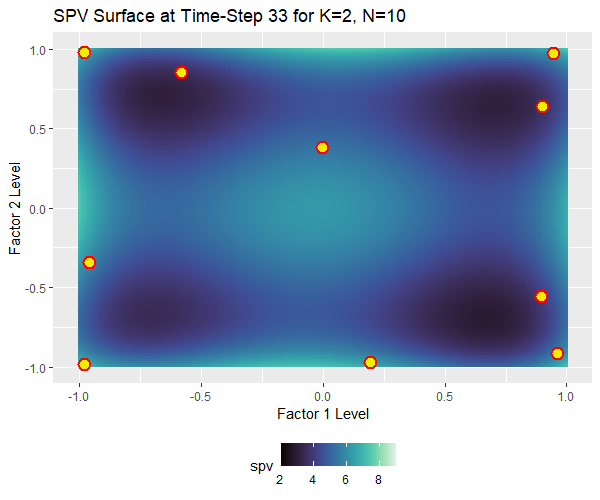 SPV Surface at Time-Step 33 for K=2, N=10
1.0
0.5
0.0
-0.5
-1.0
Factor 2 Level
-1.0 -0.5 0.0 0.5 1.0
Factor 1 Level
spv
2 4 6 8